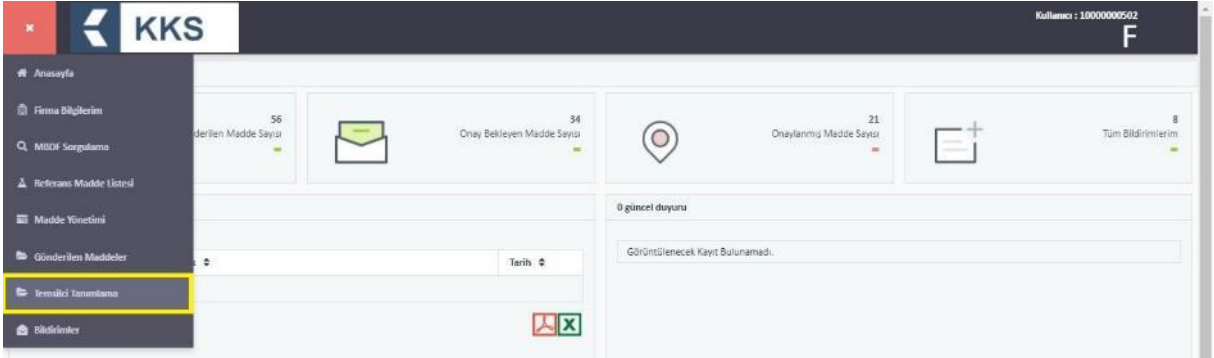 KKS
Kullanıcı : 10000000502
F
Anasayfa
Firma Bilgilerim
MBDF Sorgulama
Referans Madde Listesi
Madde Yönetimi
Gönderilen Maddeler
Temsilci Tanımlama
Bildirimler
56
derilen Madde Sayısı
34
Onay Bekleyen Madde Sayısı
21
Onaylanmış Madde Sayısı
8
Tüm Bildirimlerim
Tarih
0 güncel duyuru
Görüntülenecek Kayıt Bulunamadı.